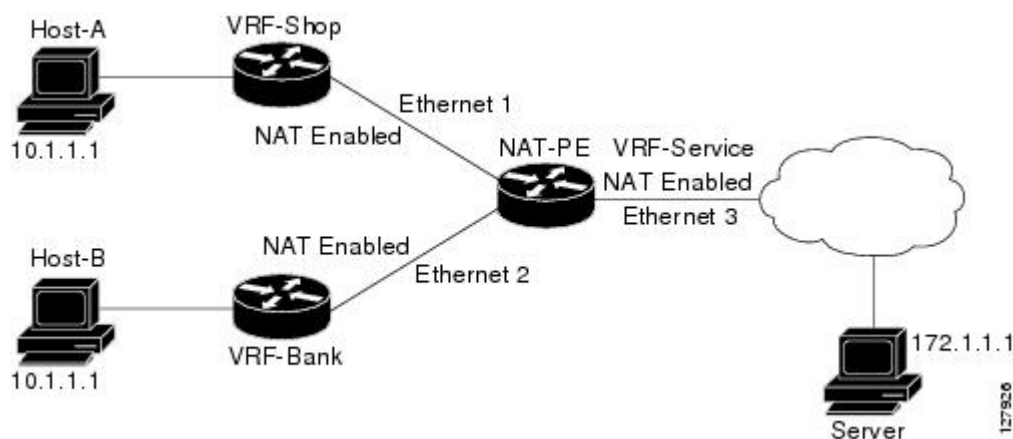 Host-A
VRF-Shop
10.1.1.1
Ethernet 1
NAT Enabled
NAT-PE
VRF-Service
NAT Enabled
Ethernet 3
NAT Enabled
Ethernet 2
Host-B
10.1.1.1
VRF-Bank
172.1.1.1
Server
127926